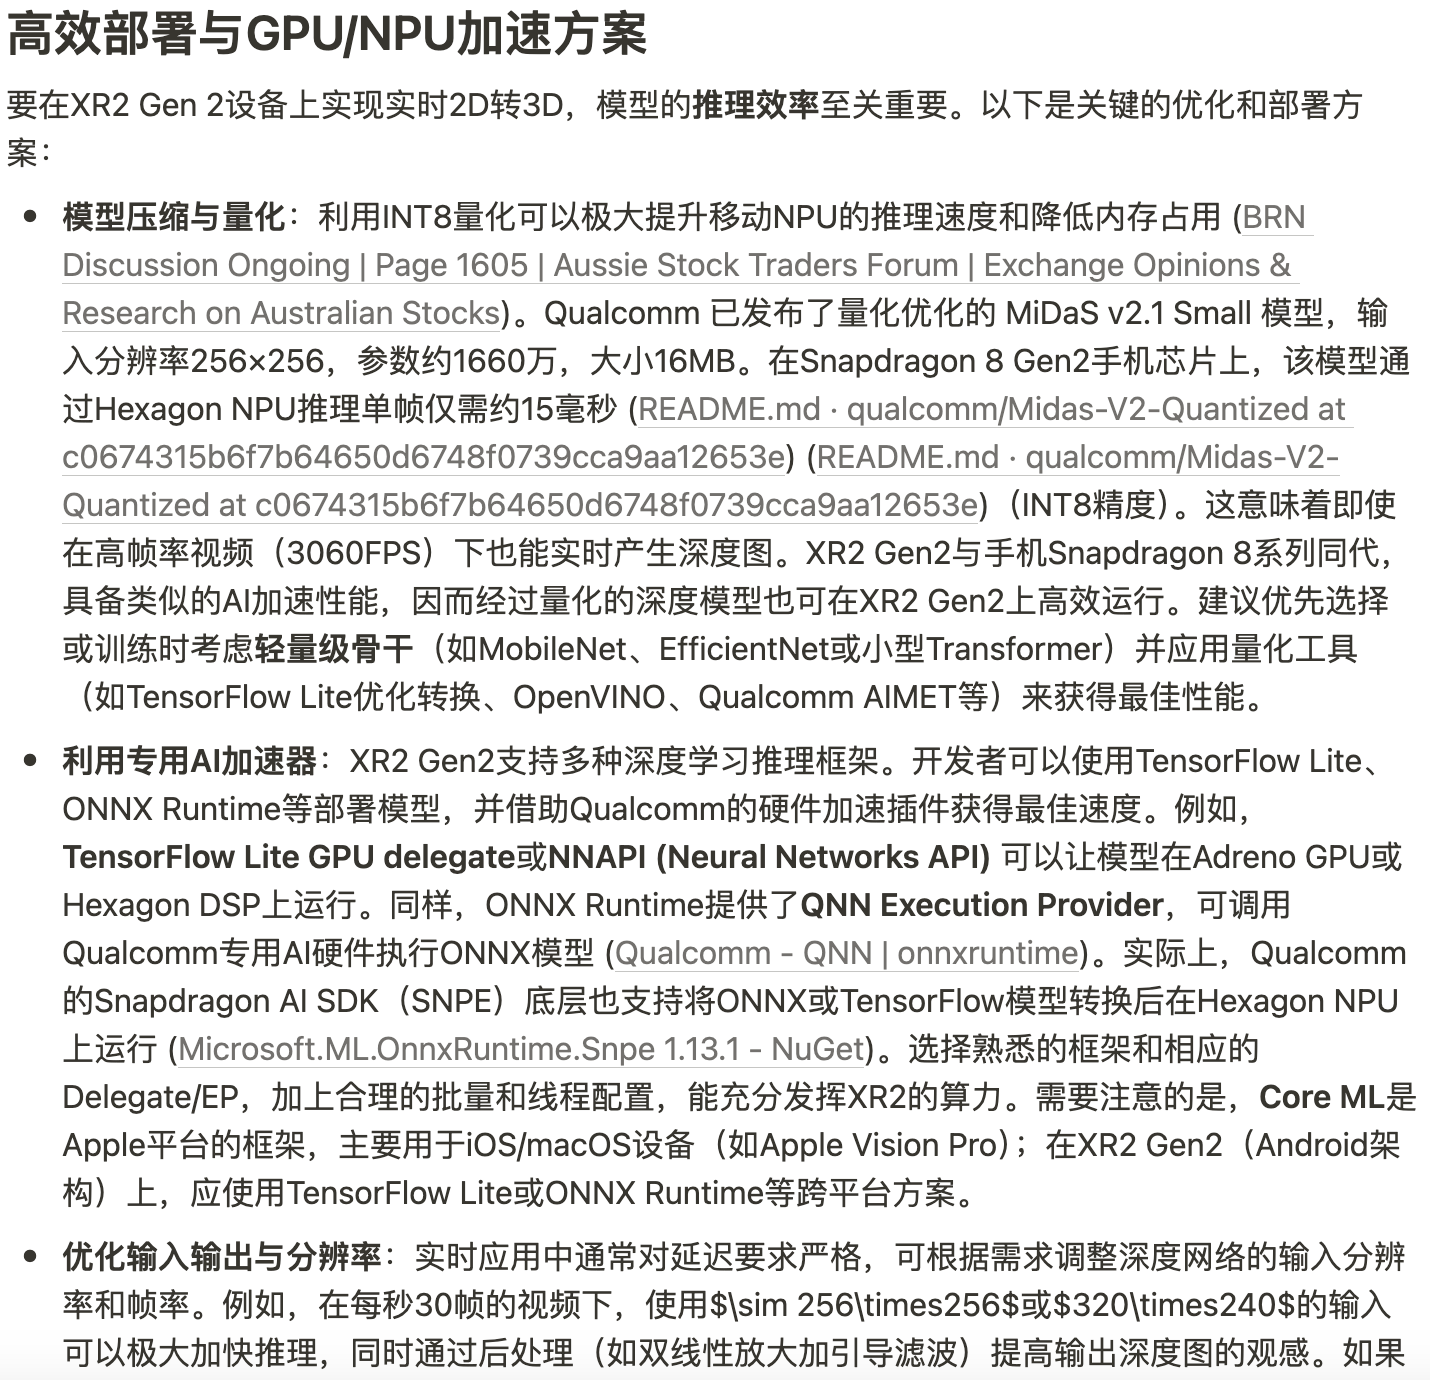 高效部署与GPU/NPU加速方案
要在XR2 Gen 2设备上实现实时2D转3D，模型的推理效率至关重要。以下是关键的优化和部署方
案：
• 模型压缩与量化：利用INT8量化可以极大提升移动NPU的推理速度和降低内存占用 (BRN
Discussion Ongoing | Page 1605 | Aussie Stock Traders Forum | Exchange Opinions &
Research on Australian Stocks)。Qualcomm 已发布了量化优化的 MiDaS v2.1 Small 模型，输
入分辨率256×256，参数约1660万，大小16MB。在Snapdragon 8 Gen2手机芯片上，该模型通
过Hexagon NPU推理单帧仅需约15毫秒 (README.md · qualcomm/Midas-V2-Quantized at
c0674315b6f7b64650d6748f0739cca9aa12653e) (README.md · qualcomm/Midas-V2-
Quantized at c0674315b6f7b64650d6748f0739cca9aa12653e)（INT8精度）。这意味着即使
在高帧率视频（3060FPS）下也能实时产生深度图。XR2 Gen2与手机Snapdragon 8系列同代，
具备类似的AI加速性能，因而经过量化的深度模型也可在XR2 Gen2上高效运行。建议优先选择
或训练时考虑轻量级骨干（如MobileNet、EfficientNet或小型Transformer）并应用量化工具
（如TensorFlow Lite优化转换、OpenVINO、Qualcomm AIMET等）来获得最佳性能。
• 利用专用AI加速器：XR2 Gen2支持多种深度学习推理框架。开发者可以使用TensorFlow Lite、
ONNX Runtime等部署模型，并借助Qualcomm的硬件加速插件获得最佳速度。例如，
TensorFlow Lite GPU delegate或NNAPI (Neural Networks API) 可以让模型在Adreno GPU或
Hexagon DSP上运行。同样，ONNX Runtime提供了QNN Execution Provider，可调用
Qualcomm专用AI硬件执行ONNX模型 (Qualcomm - QNN | onnxruntime)。实际上，Qualcomm
的Snapdragon AI SDK（SNPE）底层也支持将ONNX或TensorFlow模型转换后在Hexagon NPU
上运行 (Microsoft.ML.OnnxRuntime.Snpe 1.13.1 - NuGet)。选择熟悉的框架和相应的
Delegate/EP，加上合理的批量和线程配置，能充分发挥XR2的算力。需要注意的是，Core ML是
Apple平台的框架，主要用于iOS/macOS设备（如Apple Vision Pro）；在XR2 Gen2（Android架
构）上，应使用TensorFlow Lite或ONNX Runtime等跨平台方案。
• 优化输入输出与分辨率：实时应用中通常对延迟要求严格，可根据需求调整深度网络的输入分辨
率和帧率。例如，在每秒30帧的视频下，使用$\sim 256\times256$或$320\times240$的输入
可以极大加快推理，同时通过后处理（如双线性放大加引导滤波）提高输出深度图的观感。如果